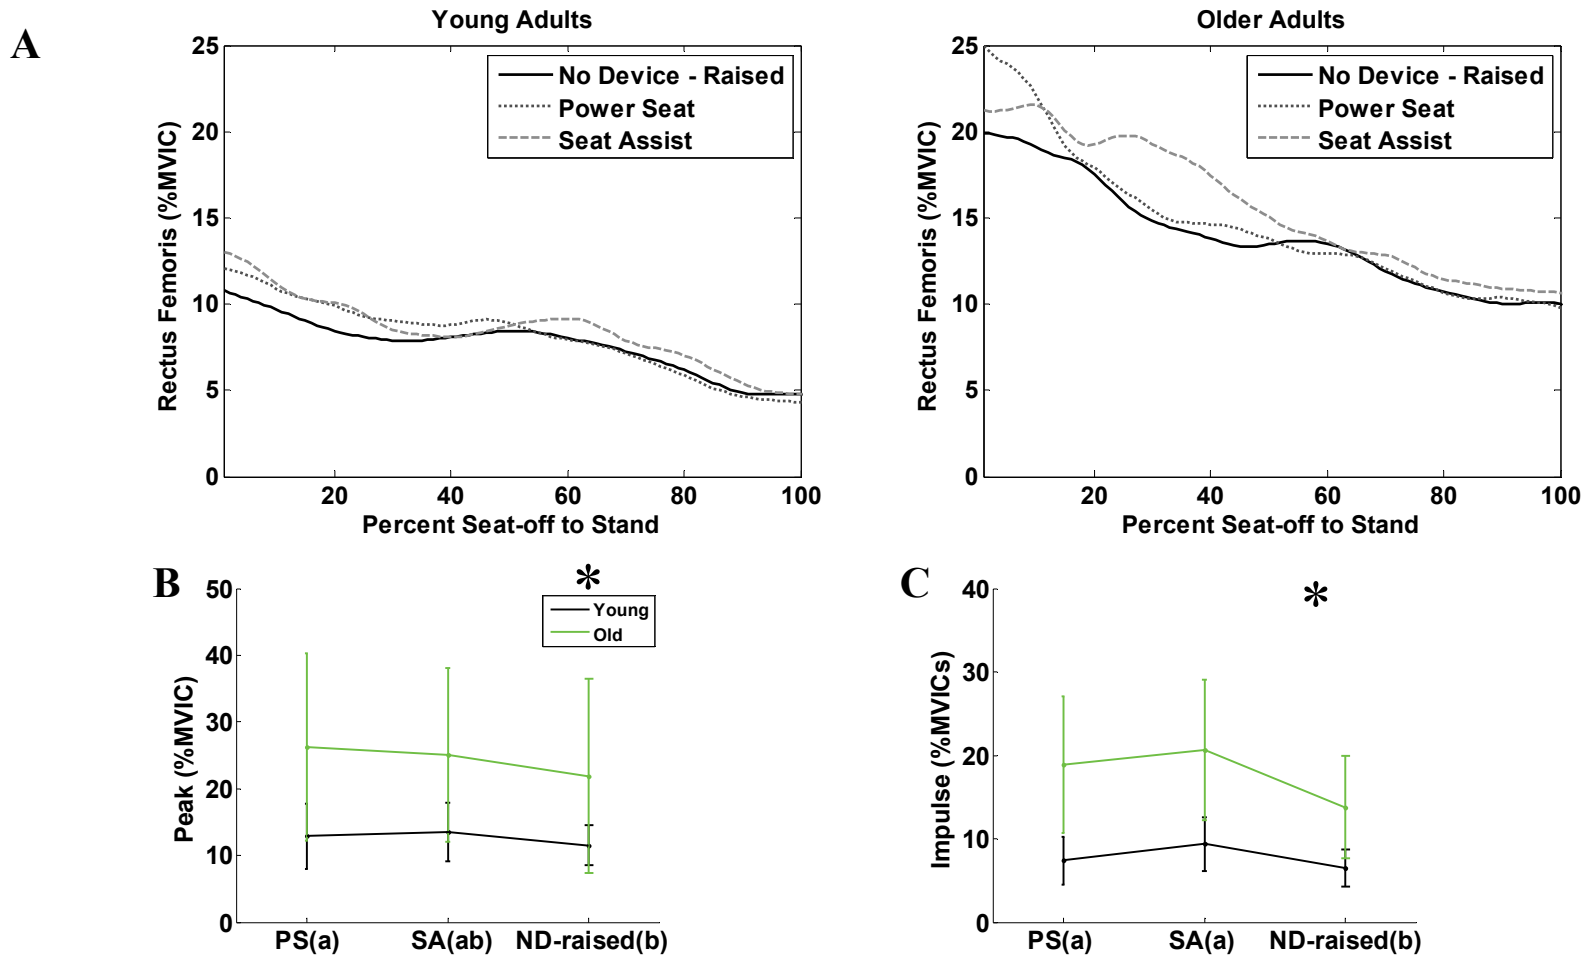 A
Young Adults
25
20
15
10
5
0
Rectus Femoris (%MVIC)
No Device - Raised
Power Seat
Seat Assist
20 40 60 80 100
Percent Seat-off to Stand
Older Adults
25
20
15
10
5
0
Rectus Femoris (%MVIC)
No Device - Raised
Power Seat
Seat Assist
20 40 60 80 100
Percent Seat-off to Stand
B
50
40
30
20
10
0
Peak (%MVIC)
*
Young
Old
PS(a) SA(ab) ND-raised(b)
C
40
30
20
10
0
Impulse (%MVICs)
*
PS(a) SA(a) ND-raised(b)